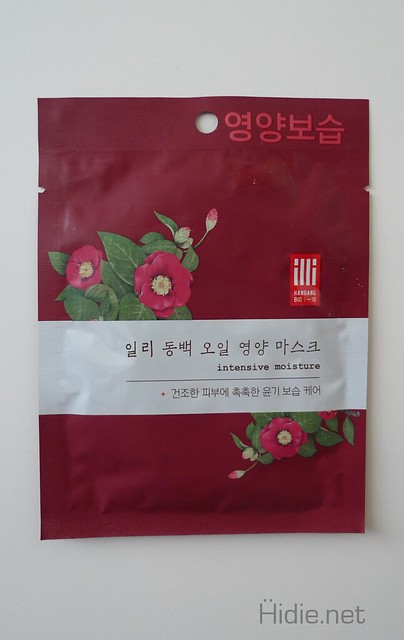 영양보습
illi
HANBANG
일리 동백 오일 영양 마스크
intensive moisture
+ 건조한 피부에 촉촉한 윤기 보습 케어
Hidie.net